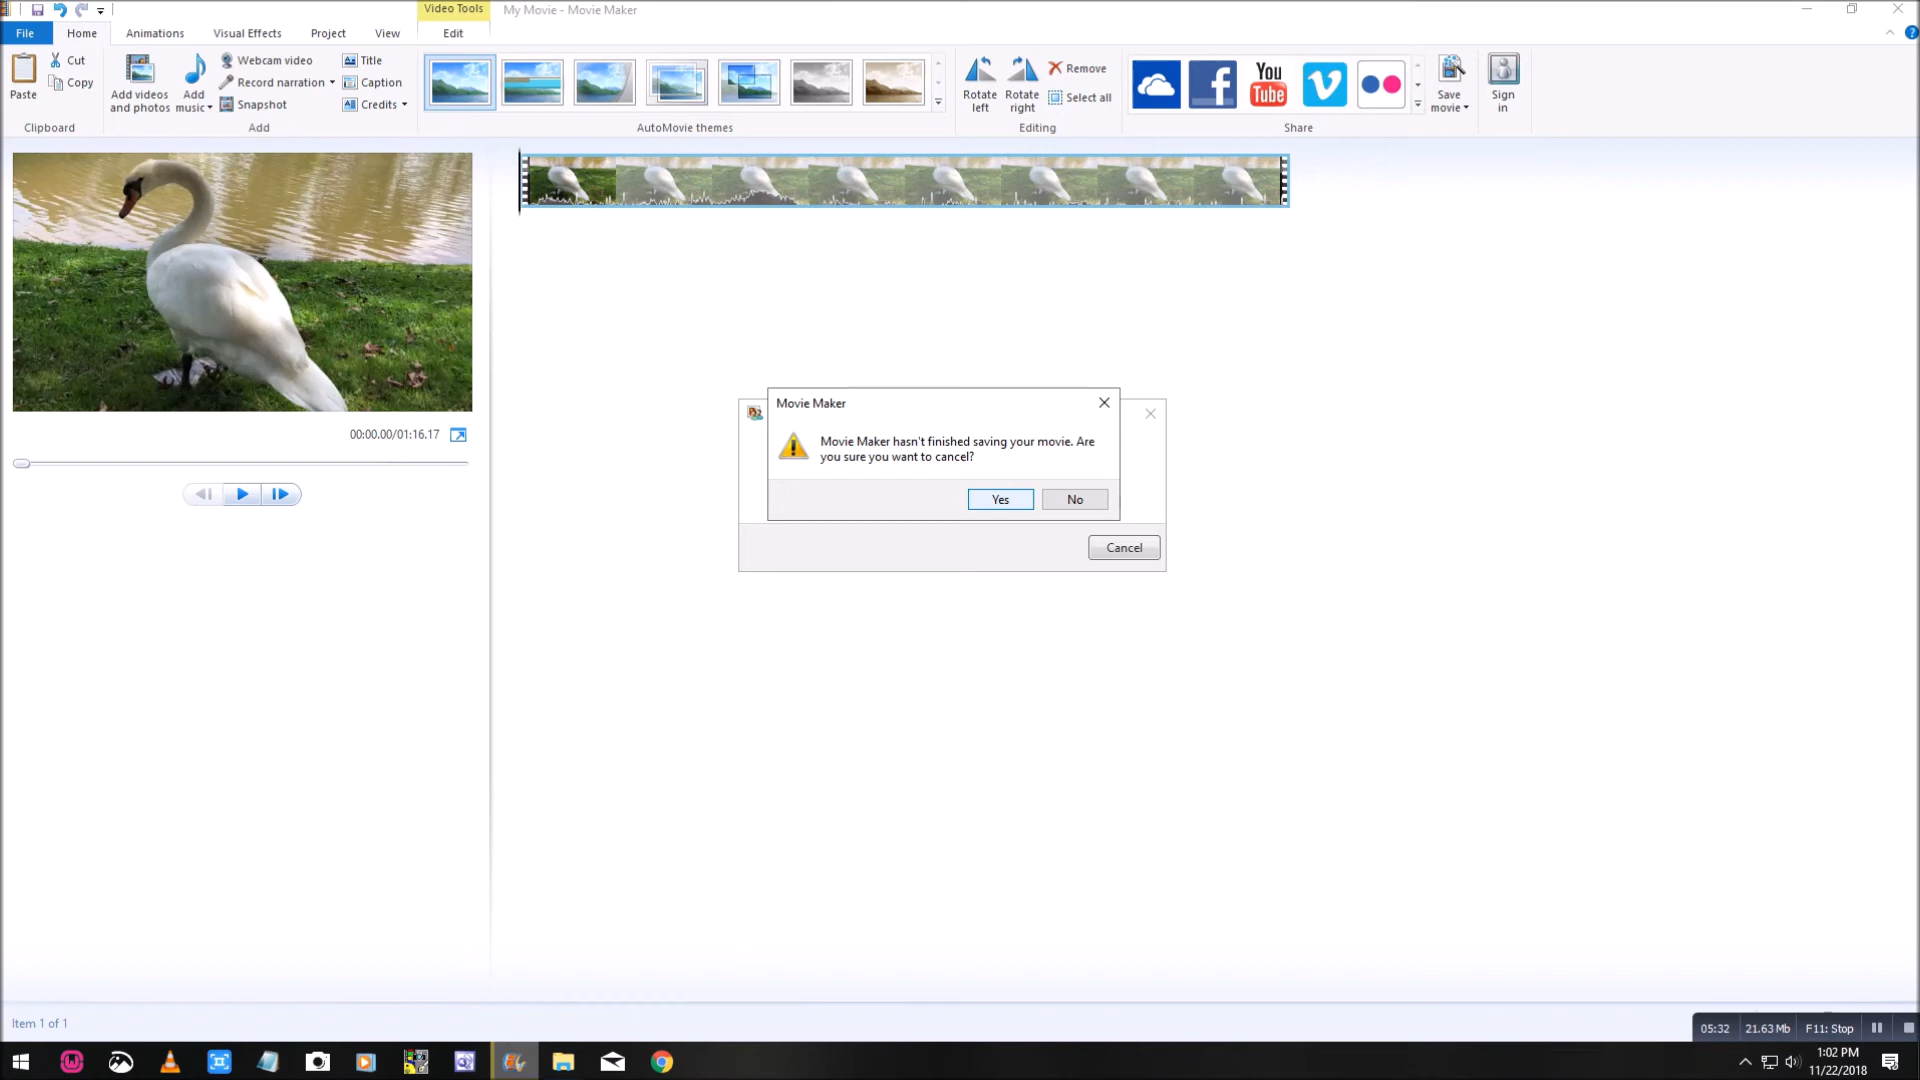 Video Tools
My Movie - Movie Maker
File
Home
Animations
Visual Effects
Project
View
Edit
Paste
Cut
Copy
Clipboard
Add videos
and photos
Add
music
Webcam video
Record narration
Snapshot
Title
Caption
Credits
Add
AutoMovie themes
Rotate
left
Rotate
right
Remove
Select all
Editing
You
Tube
Share
Save
movie
Sign
in
00:00.00/01:16.17
Movie Maker
Movie Maker hasn't finished saving your movie. Are
you sure you want to cancel?
Yes
No
Cancel
Item 1 of 1
05:32
21.63 Mb
F11: Stop
1:02 PM
11/22/2018